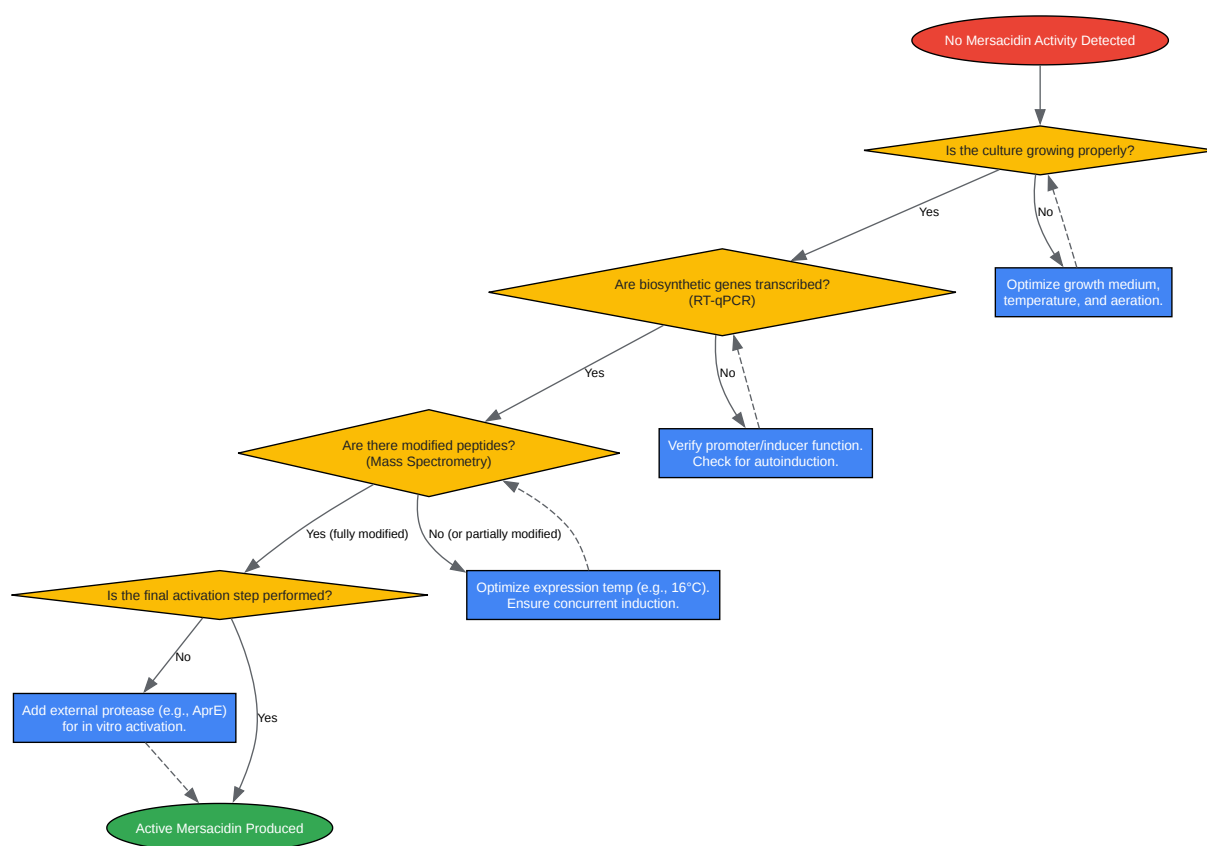 No Mersacidin Activity Detected
Is the culture growing properly?
Yes
No
Optimize growth medium,
temperature, and aeration.
Are biosynthetic genes transcribed?
(RT-qPCR)
Yes
No
Verify promoter/inducer function.
Check for autoinduction.
Are there modified peptides?
(Mass Spectrometry)
Yes (fully modified)
No (or partially modified)
Optimize expression temp (e.g., 16°C).
Ensure concurrent induction.
Is the final activation step performed?
No
Yes
Add external protease (e.g., AprE)
for in vitro activation.
Active Mersacidin Produced